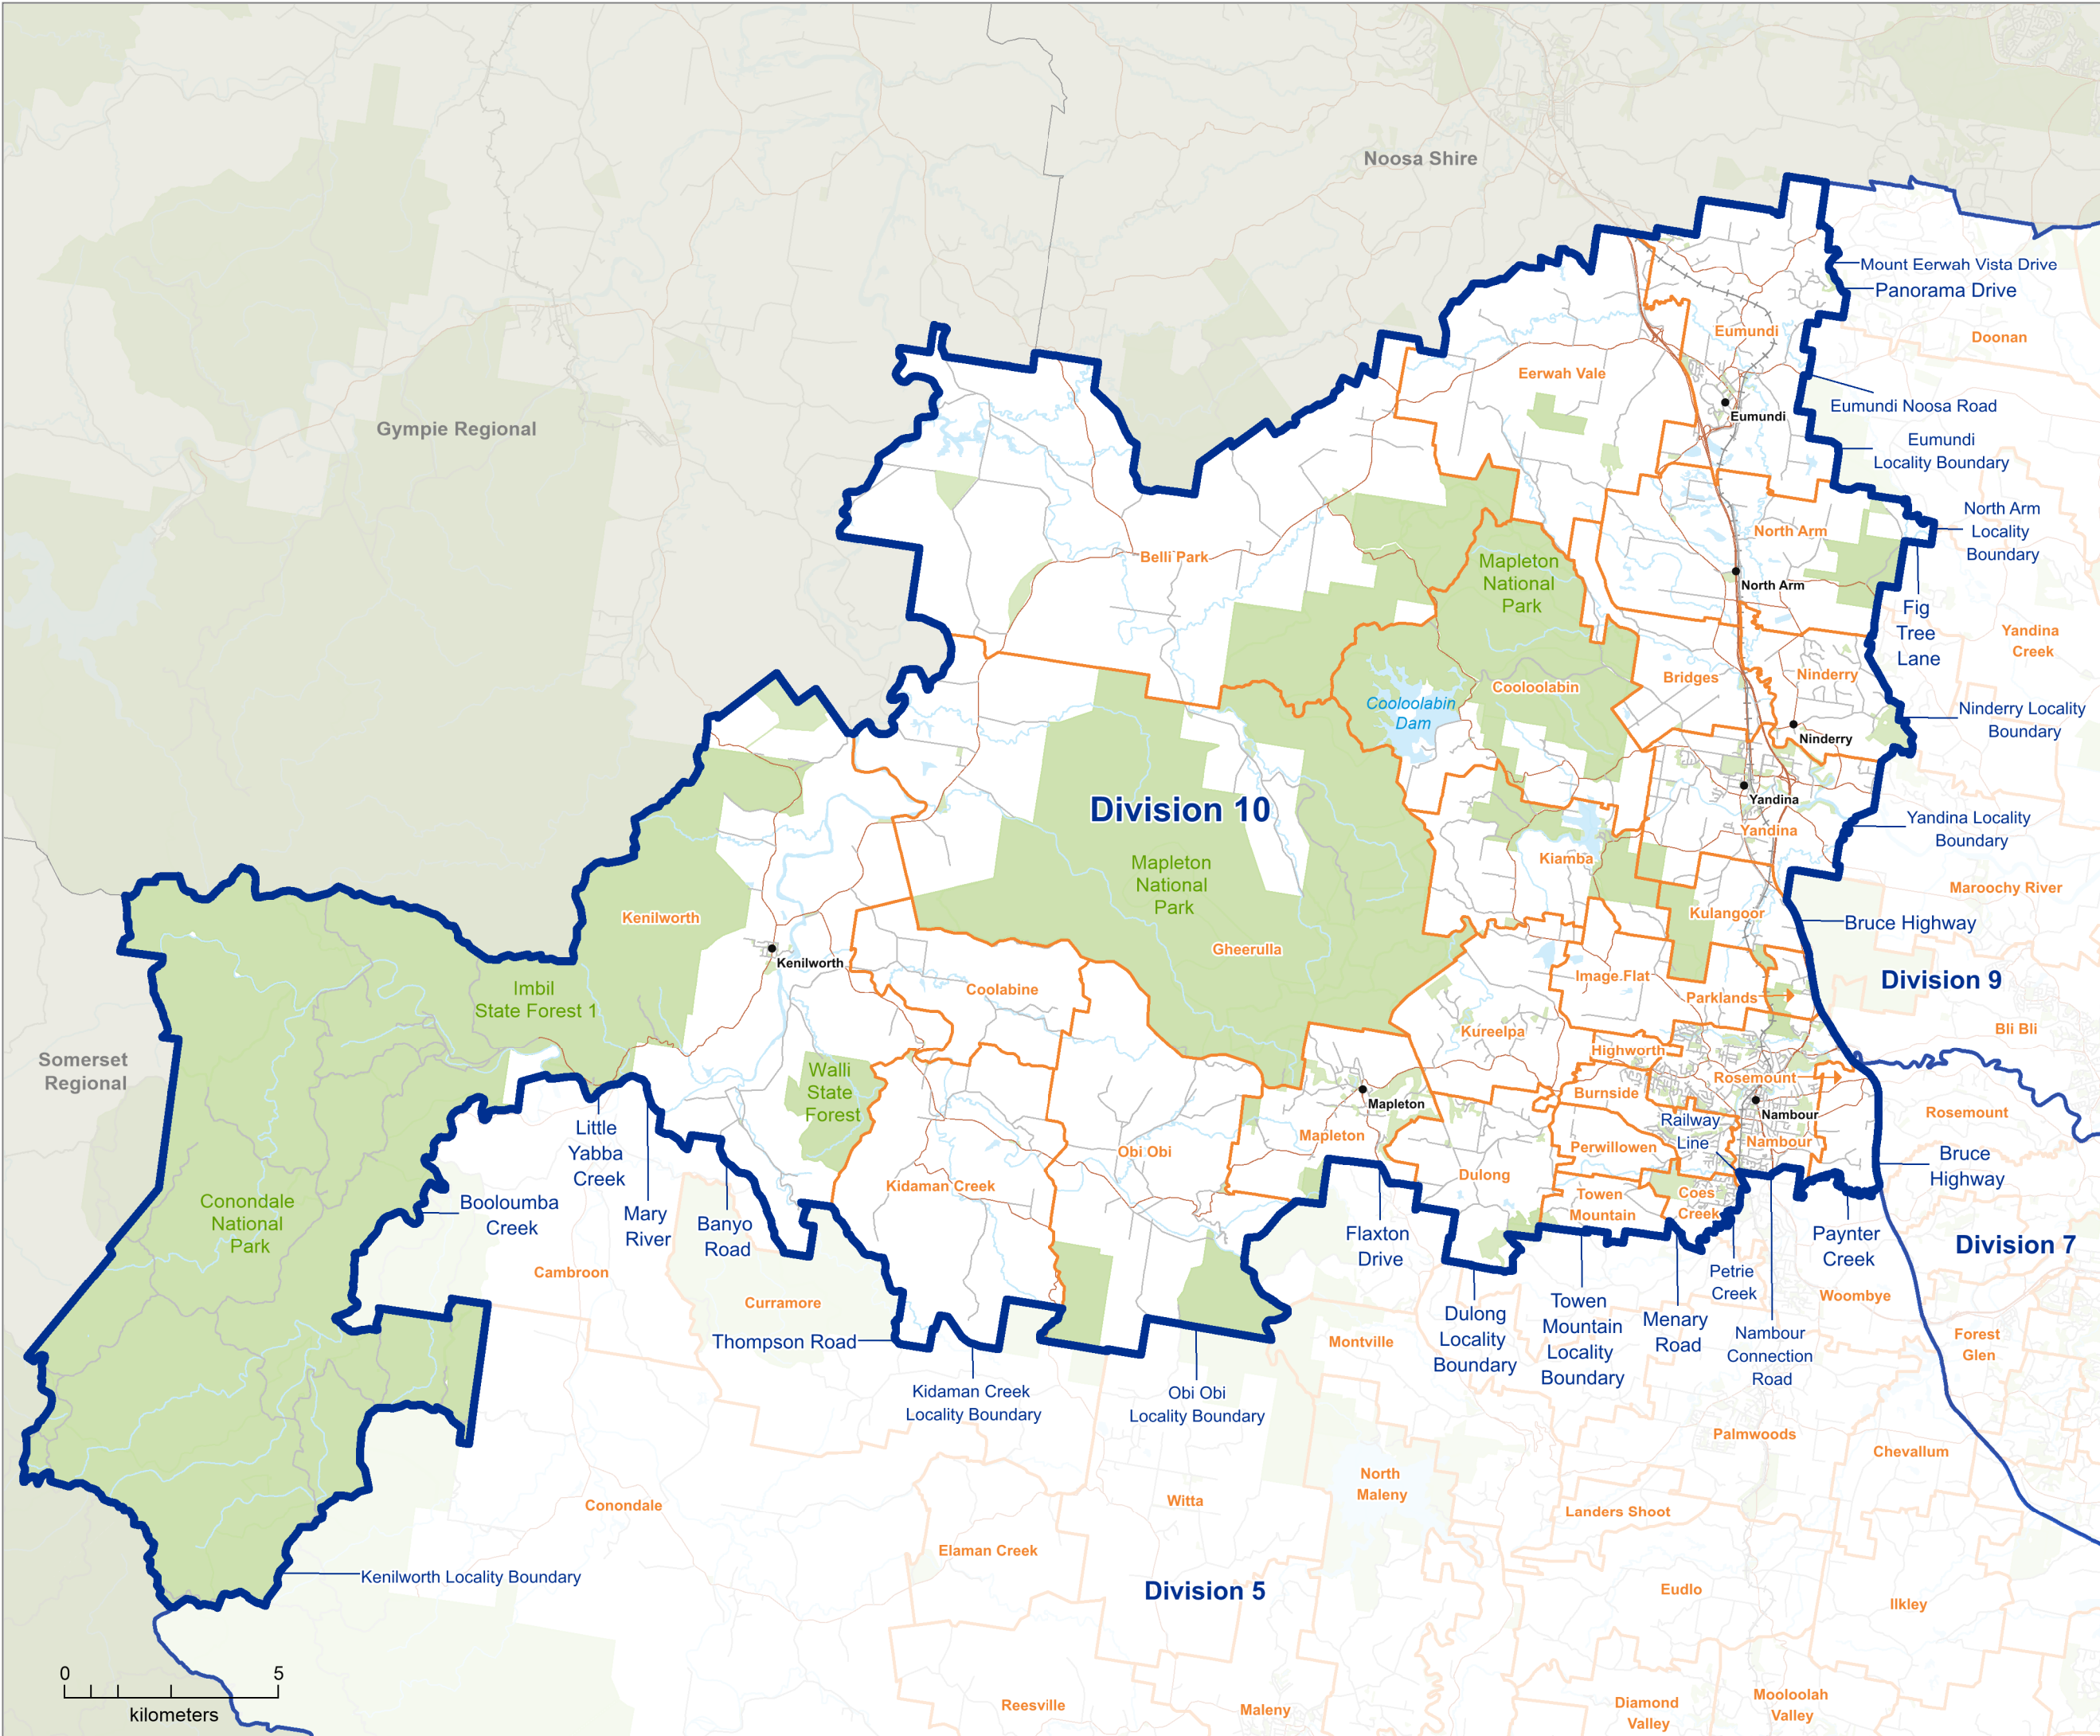 Noosa Shire
Mount Eerwah Vista Drive
Panorama Drive
Eumundi
Doonan
Eerwah Vale
Eumundi Noosa Road
Eumundi
Gympie Regional
Eumundi
Locality Boundary
North Arm
Locality
Boundary
North Arm
Belli Park
Mapleton
National
Park
North Arm
Fig
Tree
Lane
Yandina
Creek
Bridges
Ninderry
Cooloolabin
Cooloolabin
Dam
Ninderry Locality
Boundary
Ninderry
Division 10
Yandina
Yandina Locality
Boundary
Yandina
Kiamba
Mapleton
National
Park
Maroochy River
Kenilworth
Kulangoor
Bruce Highway
Gheerulla
Kenilworth
Image Flat
Division 9
Imbil
State Forest 1
Coolabine
Parklands
Bli Bli
Kureelpa
Highworth
Somerset
Regional
Walli
State
Forest
Rosemount
Burnside
Mapleton
Nambour
Rosemount
Railway
Line
Little
Yabba
Creek
Mapleton
Perwillowen
Nambour
Obi Obi
Bruce
Highway
Dulong
Kidaman Creek
Conondale
National
Park
Booloumba
Creek
Mary
River
Banyo
Road
Towen
Mountain
Coes
Creek
Flaxton
Drive
Paynter
Creek
Division 7
Cambroon
Petrie
Creek
Curramore
Woombye
Thompson Road
Montville
Dulong
Locality
Boundary
Towen
Mountain
Locality
Boundary
Menary
Road
Nambour
Connection
Road
Forest
Glen
Kidaman Creek
Locality Boundary
Obi Obi
Locality Boundary
Palmwoods
Chevallum
North
Maleny
Conondale
Witta
Landers Shoot
Elaman Creek
Kenilworth Locality Boundary
Division 5
Eudlo
Ilkley
0 5
kilometers
Reesville
Maleny
Diamond
Valley
Mooloolah
Valley